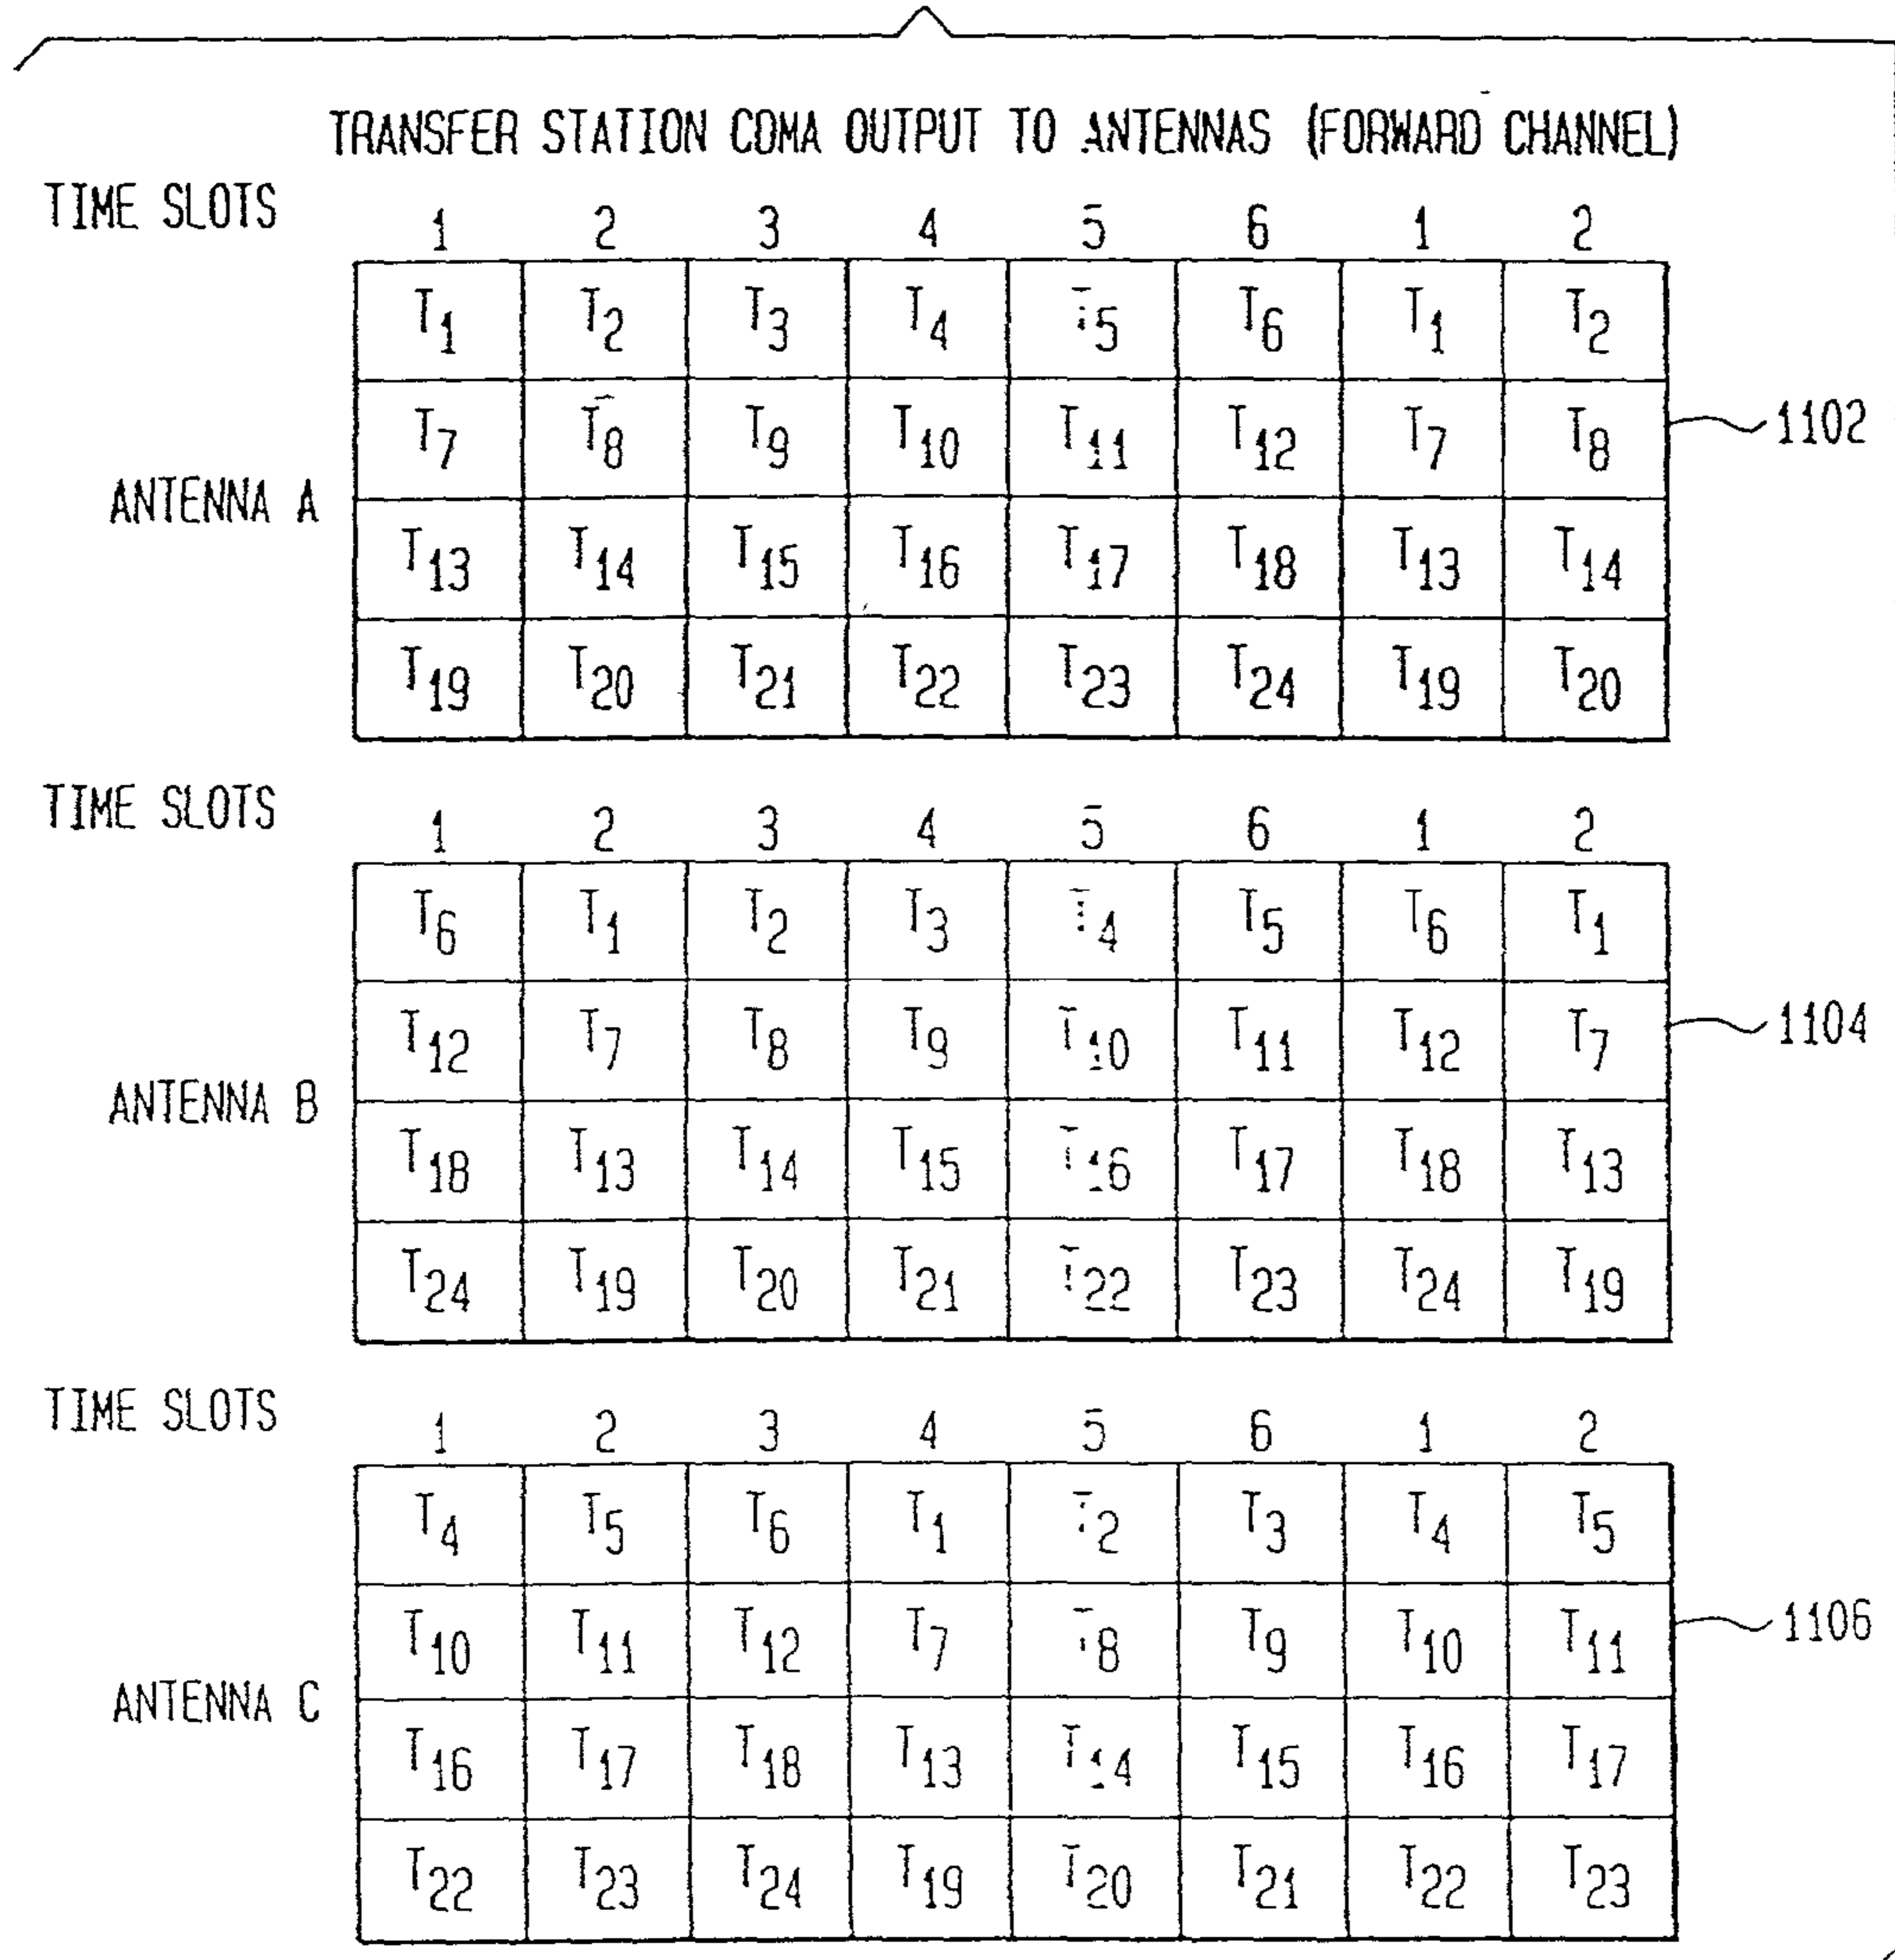 TRANSFER STATION CDMA OUTPUT TO ANTENNAS (FORWARD CHANNEL)
TIME SLOTS 1 2 3 4 5 6 1 2
T1 T2 T3 T4 T5 T6 T1 T2
T7 T8 T9 T10 T11 T12 T7 T8 1102
ANTENNA A
T13 T14 T15 T16 T17 T18 T13 T14
T19 T20 T21 T22 T23 T24 T19 T20
TIME SLOTS 1 2 3 4 5 6 1 2
T6 T1 T2 T3 T4 T5 T6 T1
T12 T7 T8 T9 T10 T11 T12 T7 1104
ANTENNA B
T18 T13 T14 T15 T16 T17 T18 T13
T24 T19 T20 T21 T22 T23 T24 T19
TIME SLOTS 1 2 3 4 5 6 1 2
T4 T5 T6 T1 T2 T3 T4 T5
T10 T11 T12 T7 T8 T9 T10 T11 1106
ANTENNA C
T16 T17 T18 T13 T14 T15 T16 T17
T22 T23 T24 T19 T20 T21 T22 T23